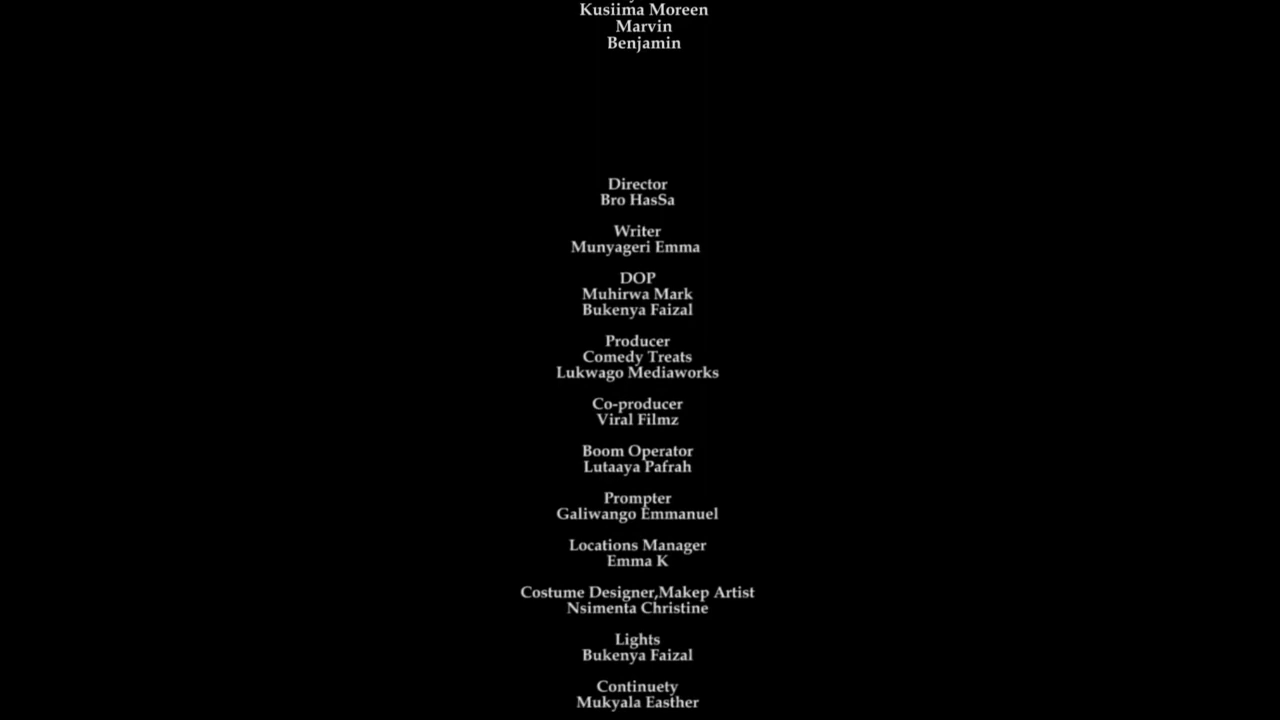 Kusiima Moreen
Marvin
Benjamin
Director
Bro HasSa
Writer
Munyageri Emma
DOP
Muhirwa Mark
Bukenya Faizal
Producer
Comedy Treats
Lukwago Mediaworks
Co-producer
Viral Filmz
Boom Operator
Lutaaya Pafrah
Prompter
Galiwango Emmanuel
Locations Manager
Emma K
Costume Designer,Makep Artist
Nsimenta Christine
Lights
Bukenya Faizal
Continuety
Mukyala Easther